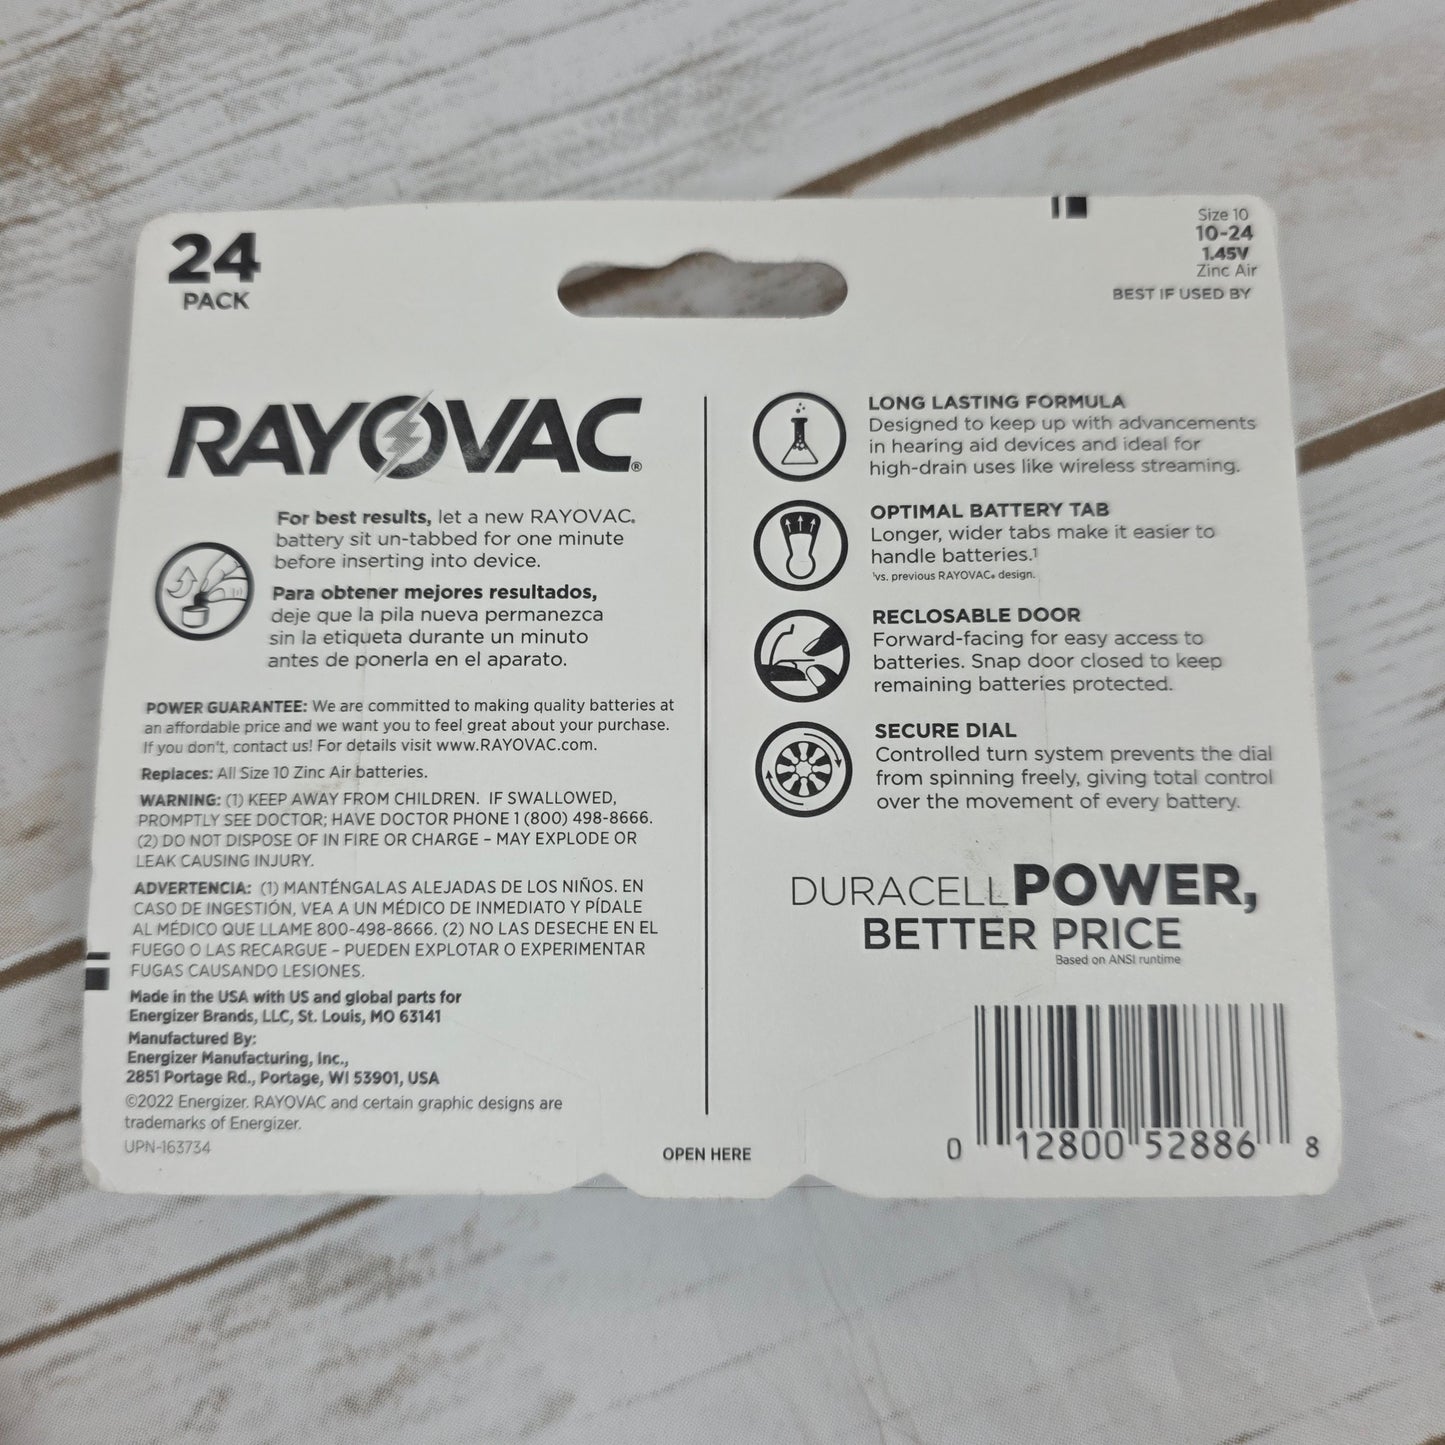 24
PACK
Size 10
10-24
1.45V
Zinc Air
BEST IF USED BY
RAYOVAC®
For best results, let a new RAYOVAC®
battery sit un-tabbed for one minute
before inserting into device.
Para obtener mejores resultados,
deje que la pila nueva permanezca
sin la etiqueta durante un minuto
antes de ponerla en el aparato.
POWER GUARANTEE: We are committed to making quality batteries at
an affordable price and we want you to feel great about your purchase.
If you don't, contact us! For details visit www.RAYOVAC.com.
Replaces: All Size 10 Zinc Air batteries.
WARNING: (1) KEEP AWAY FROM CHILDREN. IF SWALLOWED,
PROMPTLY SEE DOCTOR; HAVE DOCTOR PHONE 1 (800) 498-8666.
(2) DO NOT DISPOSE OF IN FIRE OR CHARGE – MAY EXPLODE OR
LEAK CAUSING INJURY.
ADVERTENCIA: (1) MANTÉNGALAS ALEJADAS DE LOS NIÑOS. EN
CASO DE INGESTIÓN, VEA A UN MÉDICO DE INMEDIATO Y PÍDALE
AL MÉDICO QUE LLAME 800-498-8666. (2) NO LAS DESECHE EN EL
FUEGO O LAS RECARGUE – PUEDEN EXPLOTAR O EXPERIMENTAR
FUGAS CAUSANDO LESIONES.
Made in the USA with US and global parts for
Energizer Brands, LLC, St. Louis, MO 63141
Manufactured By:
Energizer Manufacturing, Inc.,
2851 Portage Rd., Portage, WI 53901, USA
©2022 Energizer. RAYOVAC and certain graphic designs are
trademarks of Energizer.
UPN-163734
LONG LASTING FORMULA
Designed to keep up with advancements
in hearing aid devices and ideal for
high-drain uses like wireless streaming.
OPTIMAL BATTERY TAB
Longer, wider tabs make it easier to
handle batteries.¹
¹vs. previous RAYOVAC® design.
RECLOSABLE DOOR
Forward-facing for easy access to
batteries. Snap door closed to keep
remaining batteries protected.
SECURE DIAL
Controlled turn system prevents the dial
from spinning freely, giving total control
over the movement of every battery.
DURACELL POWER,
BETTER PRICE
Based on ANSI runtime
0 12800 52886 8
OPEN HERE